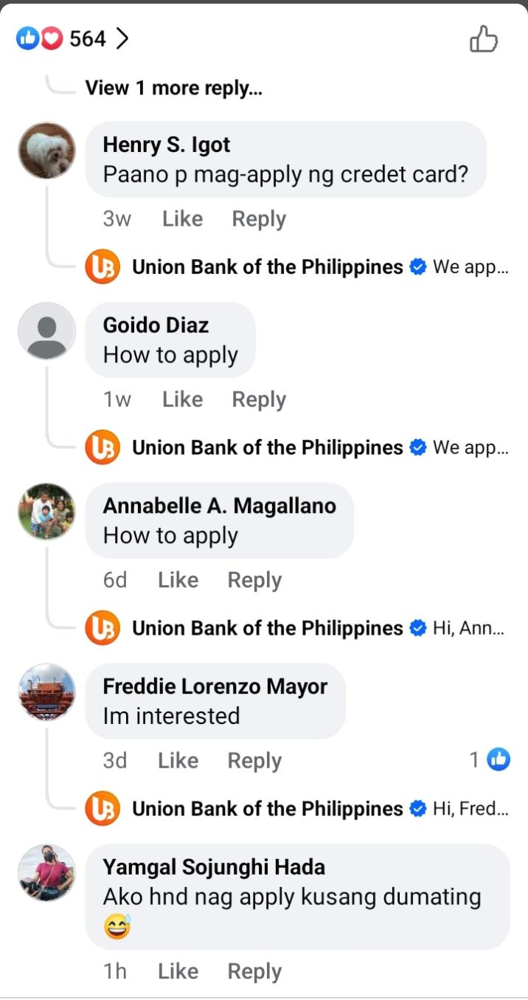 564
View 1 more reply...
Henry S. Igot
Paano p mag-apply ng credet card?
3w Like Reply
UB Union Bank of the Philippines We app...
Goido Diaz
How to apply
1w Like Reply
UB Union Bank of the Philippines We app...
Annabelle A. Magallano
How to apply
6d Like Reply
UB Union Bank of the Philippines Hi, Ann...
Freddie Lorenzo Mayor
Im interested
3d Like Reply 1
UB Union Bank of the Philippines Hi, Fred...
Yamgal Sojunghi Hada
Ako hnd nag apply kusang dumating
😅
1h Like Reply